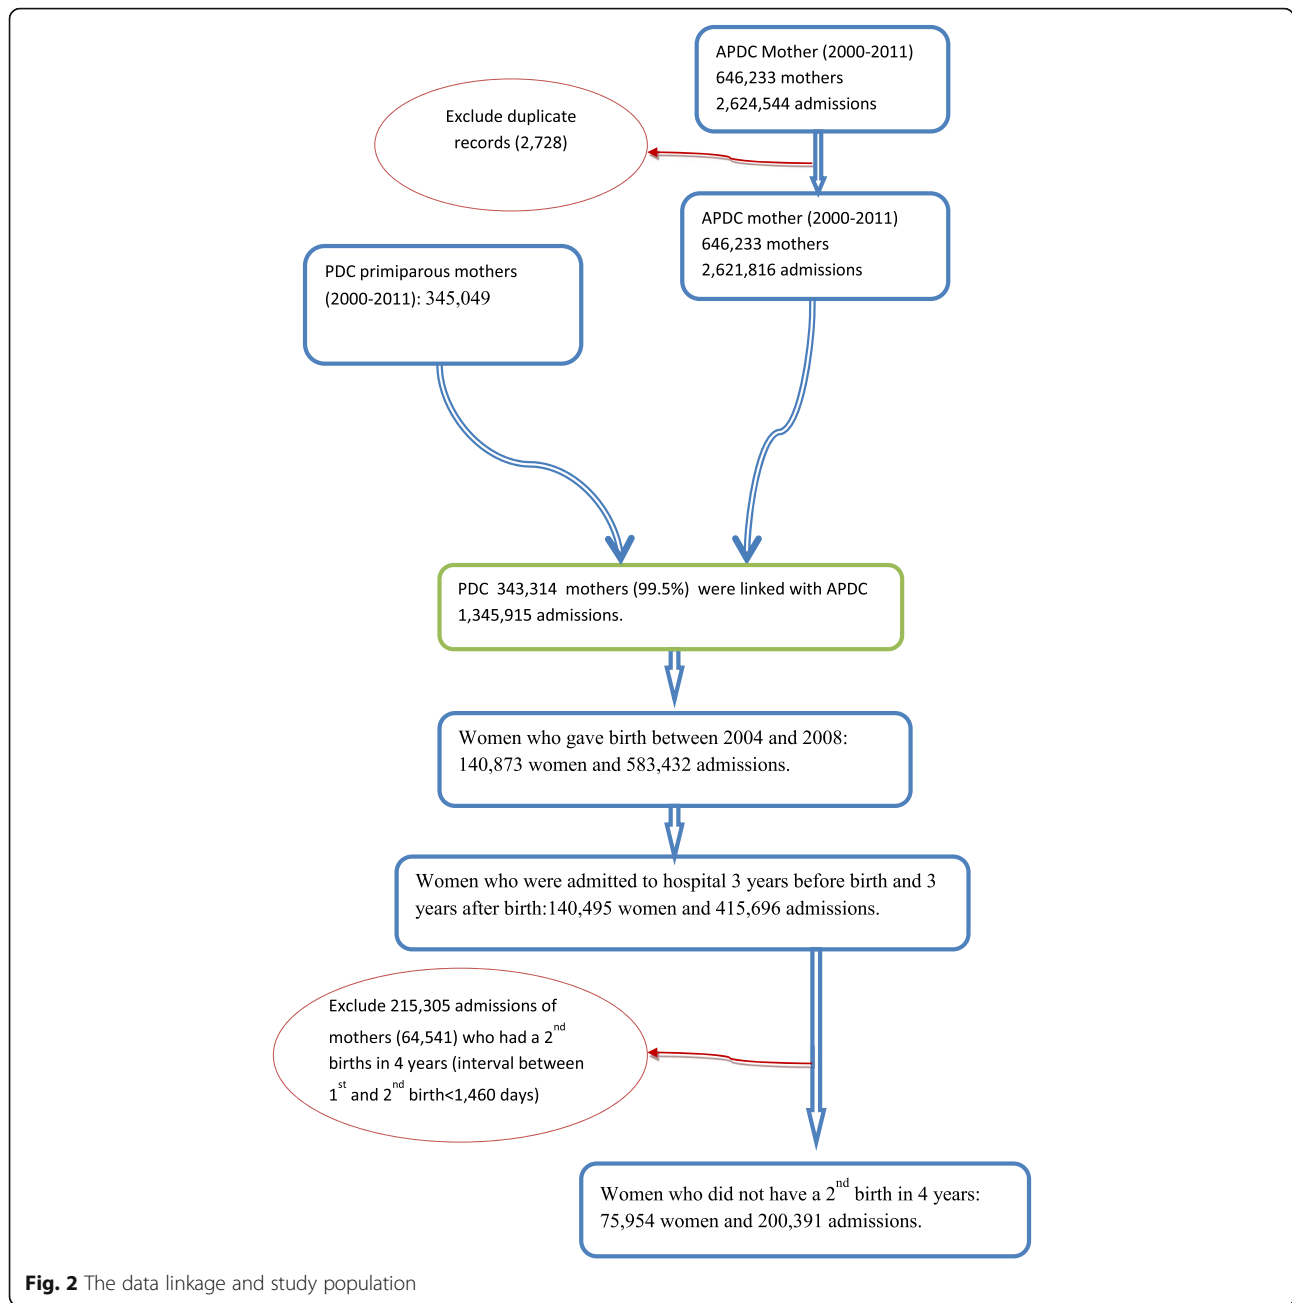 APDC Mother (2000-2011)
646,233 mothers
2,624,544 admissions
Exclude duplicate
records (2,728)
APDC mother (2000-2011)
646,233 mothers
2,621,816 admissions
PDC primiparous mothers
(2000-2011): 345,049
PDC 343,314 mothers (99.5%) were linked with APDC
1,345,915 admissions.
Women who gave birth between 2004 and 2008:
140,873 women and 583,432 admissions.
Women who were admitted to hospital 3 years before birth and 3
years after birth:140,495 women and 415,696 admissions.
Exclude 215,305 admissions of
mothers (64,541) who had a 2nd
births in 4 years (interval between
1st and 2nd birth<1,460 days)
Women who did not have a 2nd birth in 4 years:
75,954 women and 200,391 admissions.
Fig. 2 The data linkage and study population